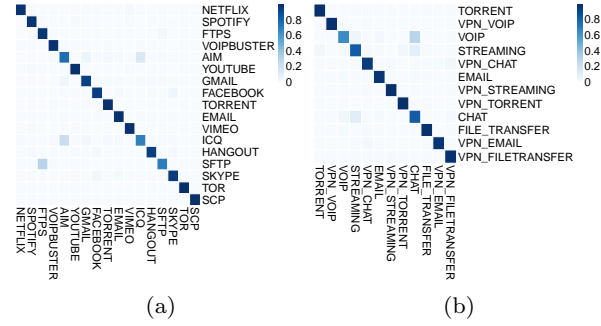 NETFLIX
SPOTIFY
FTPS
VOIPBUSTER
AIM
YOUTUBE
GMAIL
FACEBOOK
TORRENT
EMAIL
VIMEO
ICQ
HANGOUT
SFTP
SKYPE
TOR
SCP
0.8
0.6
0.4
0.2
0
NETFLIX
SPOTIFY
FTPS
VOIPBUSTER
AIM
YOUTUBE
GMAIL
FACEBOOK
TORRENT
EMAIL
VIMEO
ICQ
HANGOUT
SFTP
SKYPE
TOR
SCP
(a)
TORRENT
VPN_VOIP
VOIP
STREAMING
VPN_CHAT
EMAIL
VPN_STREAMING
VPN_TORRENT
CHAT
FILE_TRANSFER
VPN_EMAIL
VPN_FILETRANSFER
0.8
0.6
0.4
0.2
0
TORRENT
VPN_VOIP
VOIP
STREAMING
VPN_CHAT
EMAIL
VPN_STREAMING
VPN_TORRENT
CHAT
FILE_TRANSFER
VPN_EMAIL
VPN_FILETRANSFER
(b)